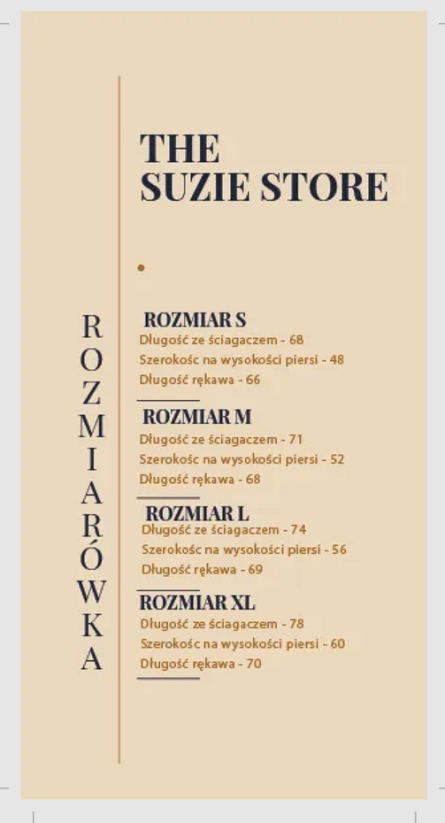 THE
SUZIE STORE
ROZMIARÓWKA
ROZMIAR S
Długość ze ściagaczem - 68
Szerokośc na wysokości piersi - 48
Długość rękawa - 66
ROZMIAR M
Długość ze ściagaczem - 71
Szerokośc na wysokości piersi - 52
Długość rękawa - 68
ROZMIAR L
Długość ze ściagaczem - 74
Szerokośc na wysokości piersi - 56
Długość rękawa - 69
ROZMIAR XL
Długość ze ściagaczem - 78
Szerokośc na wysokości piersi - 60
Długość rękawa - 70